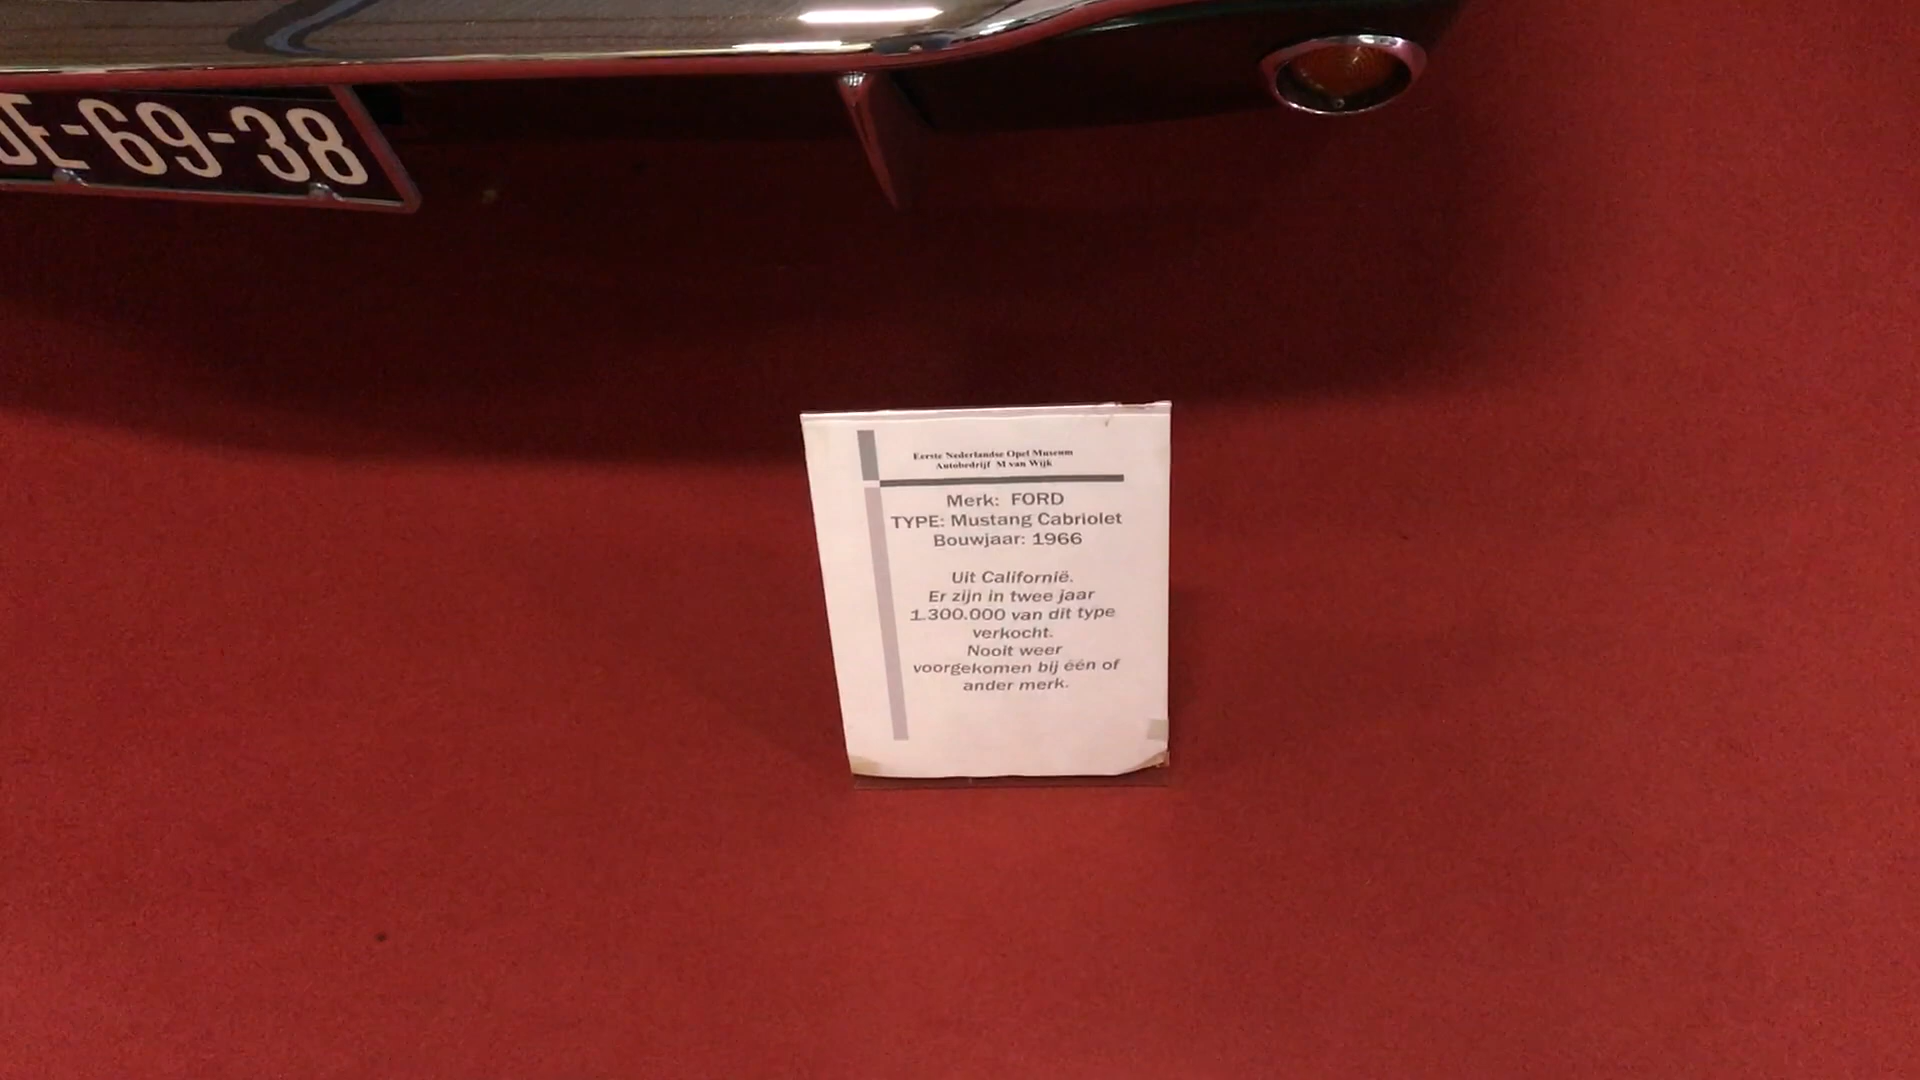 DE-69-38
Eerste Nederlandse Opel Museum
Autobedrijf M van Wijk
Merk: FORD
TYPE: Mustang Cabriolet
Bouwjaar: 1966
Uit Californië.
Er zijn in twee jaar
1.300.000 van dit type
verkocht.
Nooit weer
voorgekomen bij één of
ander merk.